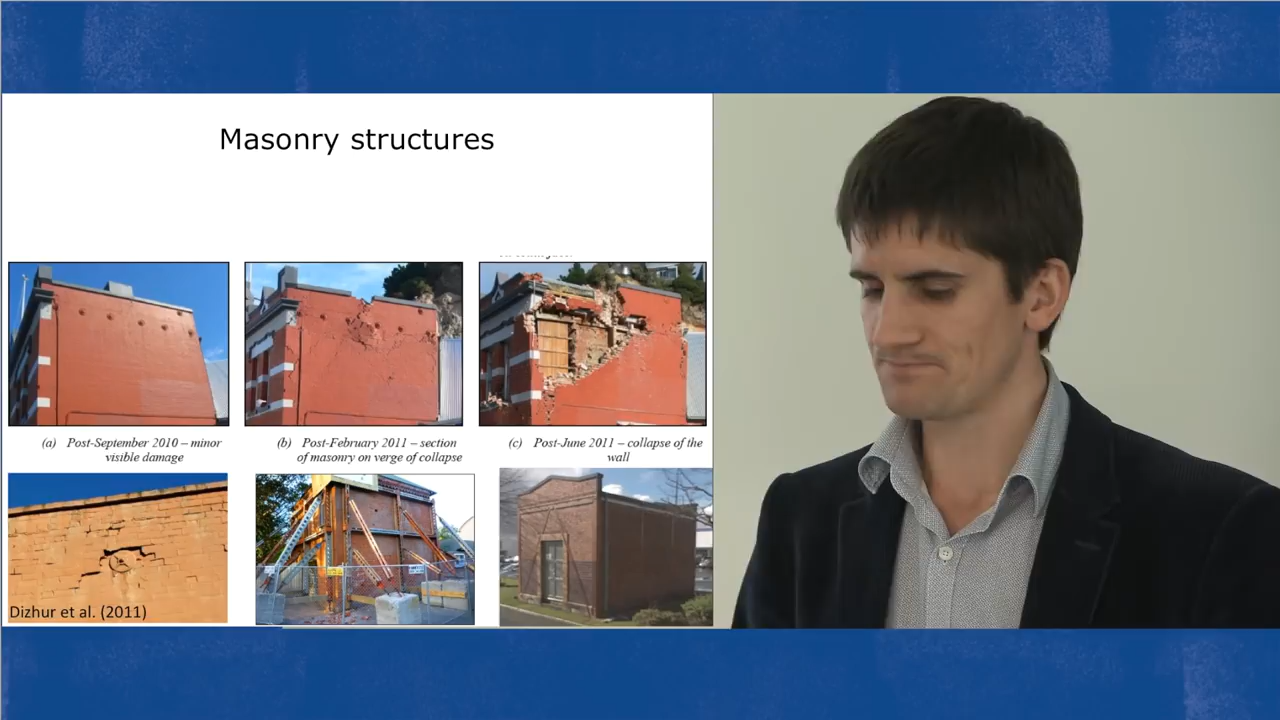 Masonry structures
(a) Post-September 2010 – minor
visible damage
(b) Post-February 2011 – section
of masonry on verge of collapse
(c) Post-June 2011 – collapse of the
wall
Dizhur et al. (2011)